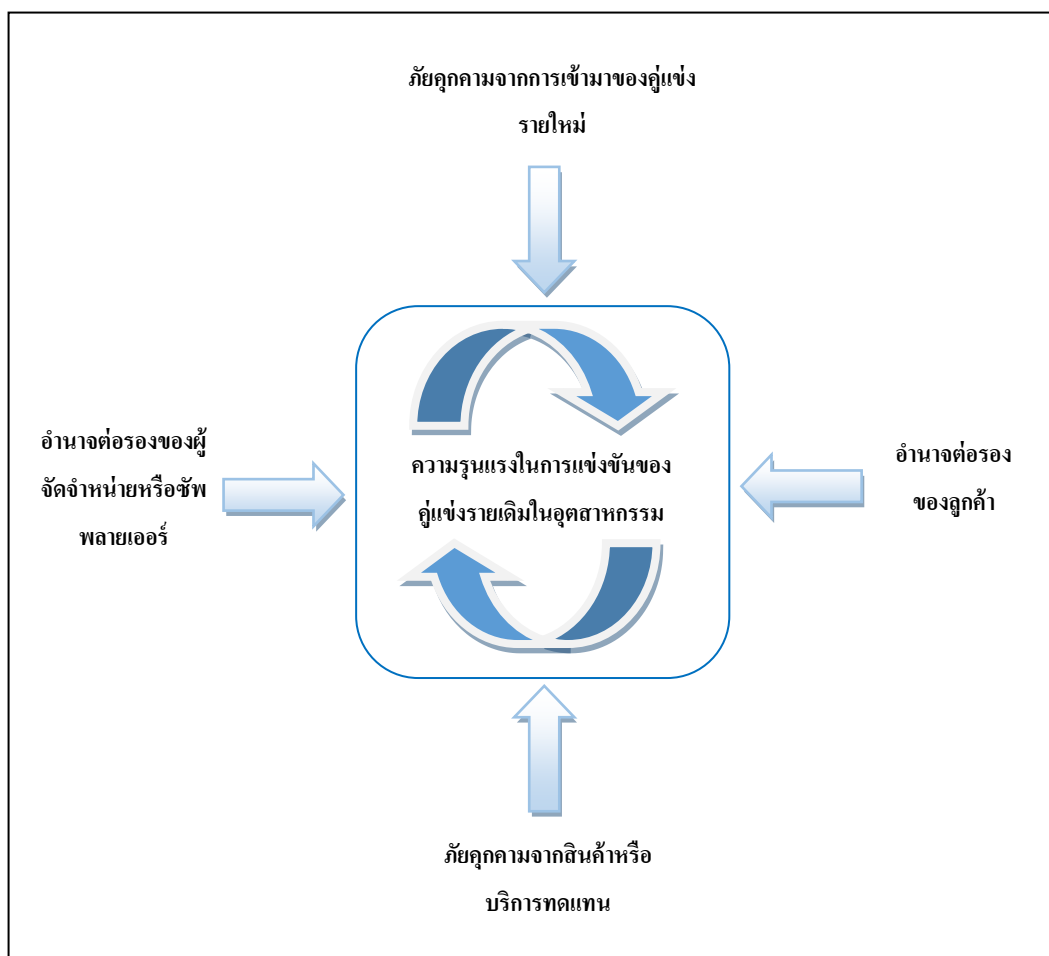 ภัยคุกคามจากการเข้ามาของคู่แข่ง
รายใหม่
อำนาจต่อรองของผู้
จัดจำหน่ายหรือซัพ
พลายเออร์
ความรุนแรงในการแข่งขันของ
คู่แข่งรายเดิมในอุตสาหกรรม
อำนาจต่อรอง
ของลูกค้า
ภัยคุกคามจากสินค้าหรือ
บริการทดแทน